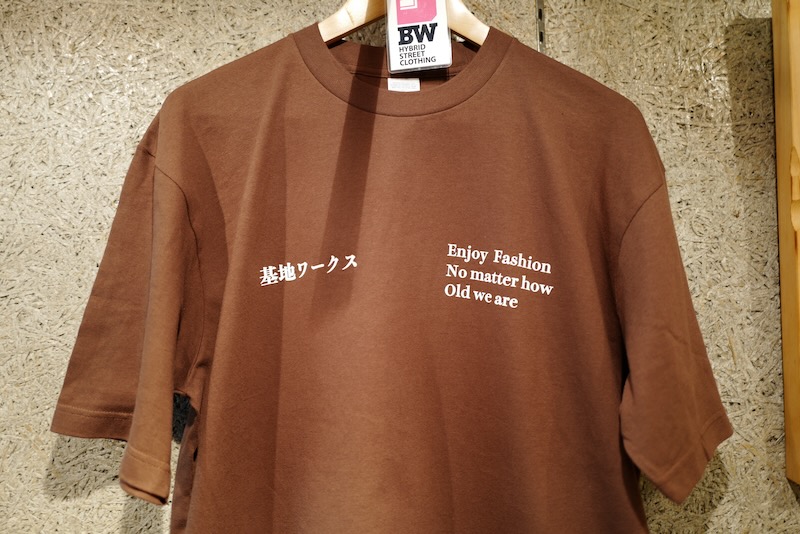 BW
HYBRID
STREET
CLOTHING
基地ワークス
Enjoy Fashion
No matter how
Old we are